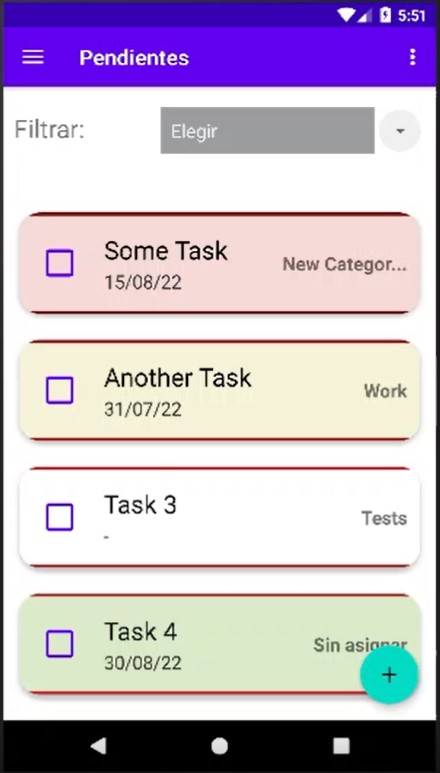 5:51
Pendientes
Filtrar:
Elegir
Some Task
New Categor...
15/08/22
Another Task
31/07/22
Work
Task 3
-
Tests
Task 4
30/08/22
Sin asignar
+